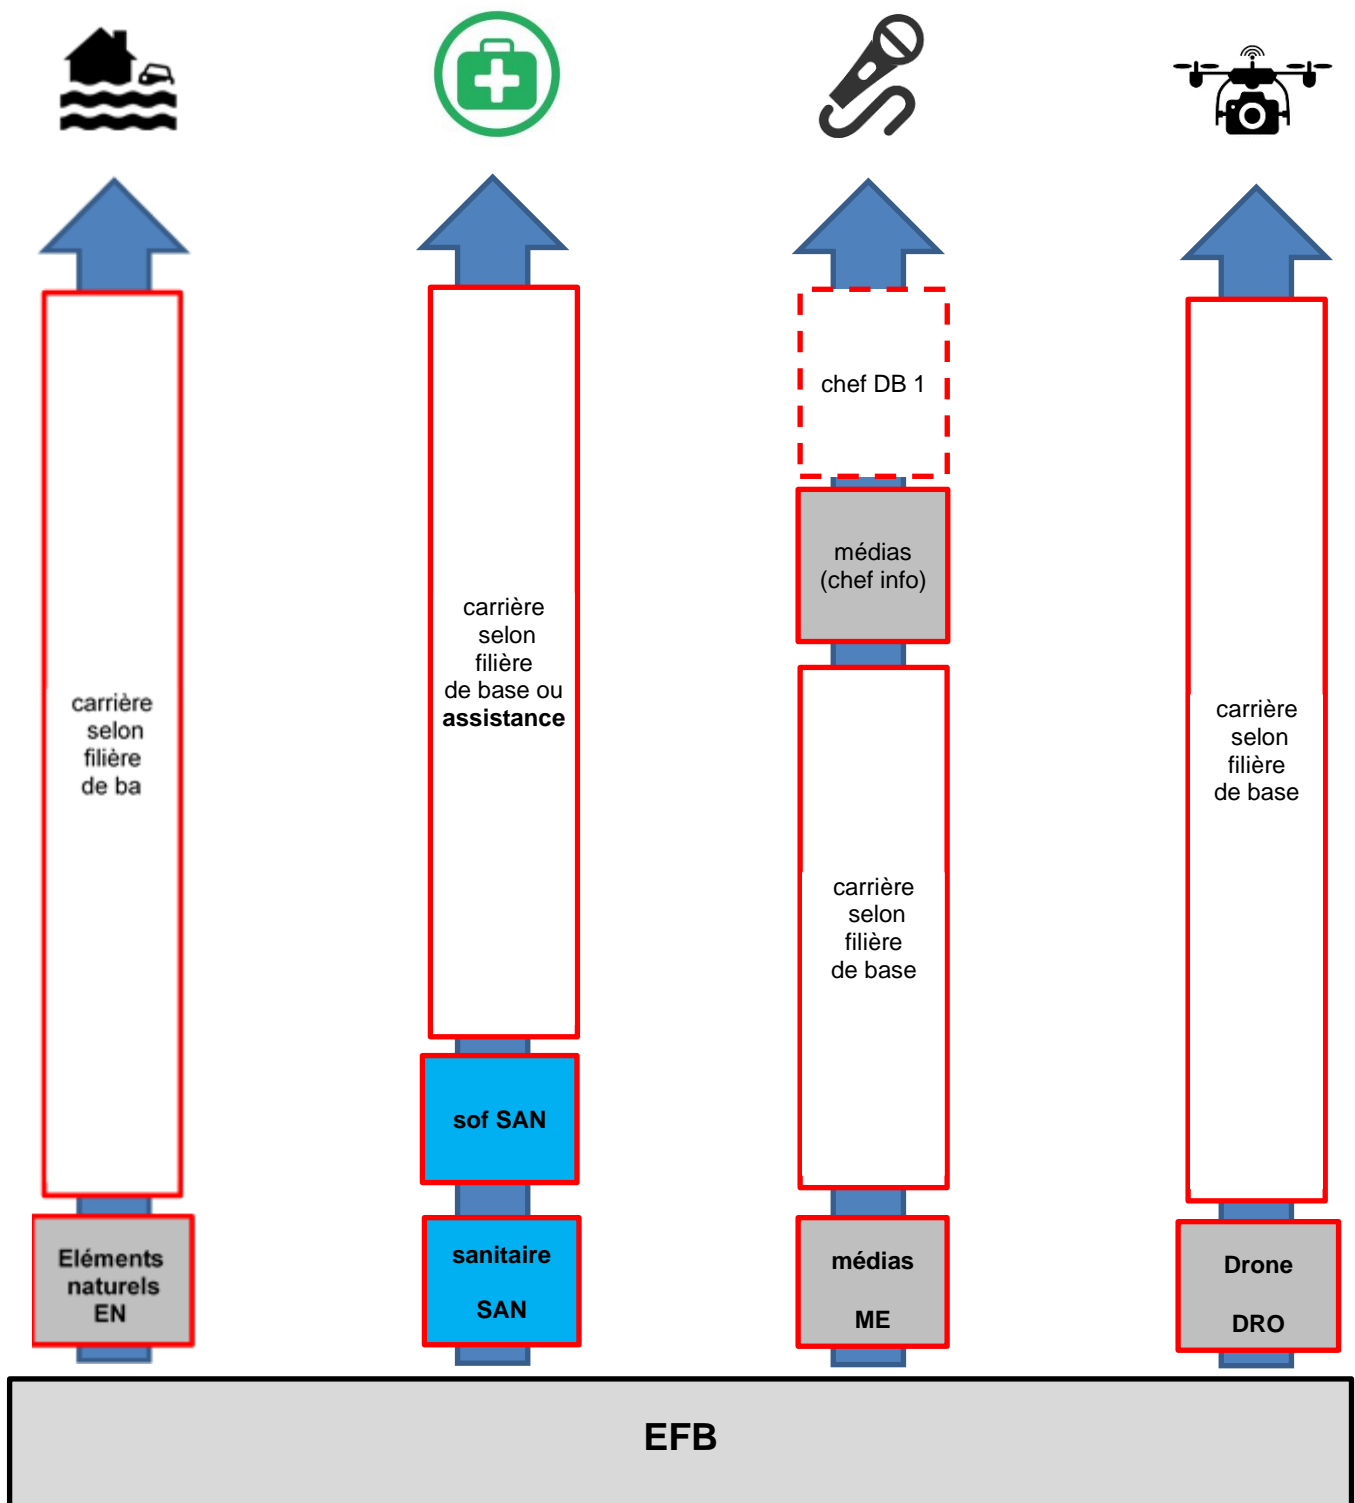 carrière
selon
filière
de ba
Eléments
naturels
EN
carrière
selon
filière
de base ou
assistance
sof SAN
sanitaire
SAN
chef DB 1
médias
(chef info)
carrière
selon
filière
de base
médias
ME
carrière
selon
filière
de base
Drone
DRO
EFB